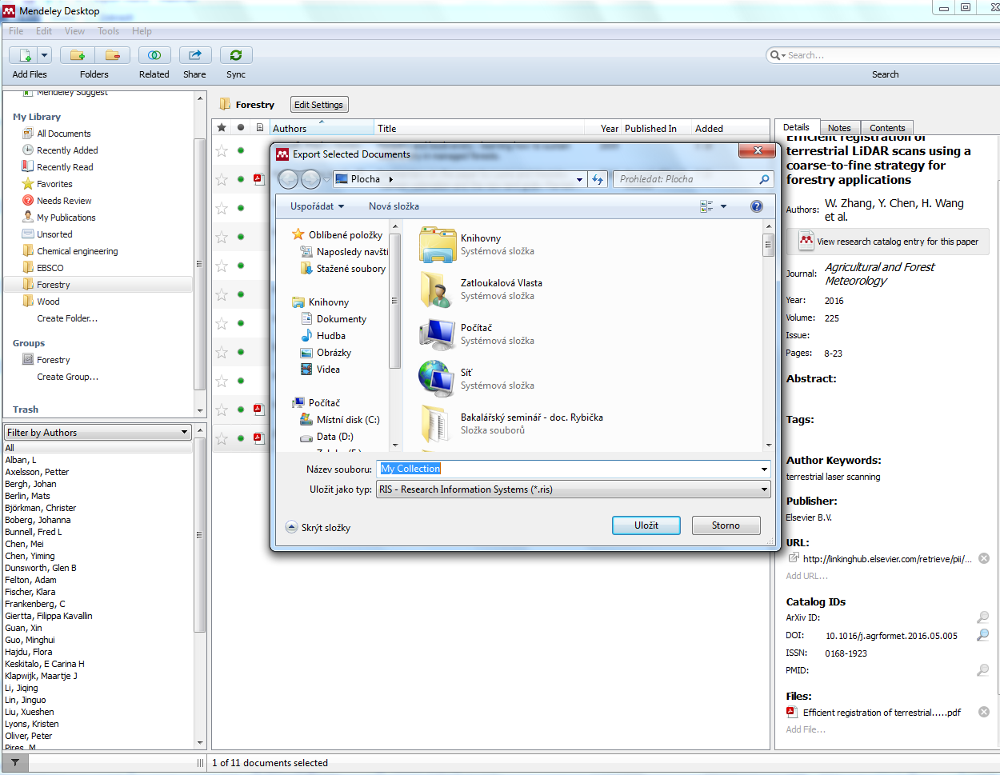 Mendeley Desktop
File Edit View Tools Help
Search...
Add Files Folders Related Share Sync Search
Mendeley Suggest
My Library
All Documents
Recently Added
Recently Read
Favorites
Needs Review
My Publications
Unsorted
Chemical engineering
EBSCO
Forestry
Wood
Create Folder...
Groups
Forestry
Create Group...
Trash
Filter by Authors
All
Alban, L
Axelsson, Petter
Bergh, Johan
Berlin, Mats
Björkman, Christer
Boberg, Johanna
Bunnell, Fred L
Chen, Mei
Chen, Yiming
Dunsworth, Glen B
Felton, Adam
Fischer, Klara
Frankenberg, C
Giertta, Filippa Kavallin
Guan, Xin
Guo, Minghui
Hajdu, Flora
Keskitalo, E Carina H
Klapwijk, Maartje J
Li, Jiqing
Lin, Jinguo
Liu, Xueshen
Lyons, Kristen
Oliver, Peter
Pires, M
Forestry Edit Settings
Authors Title Year Published In Added
Export Selected Documents
Plocha
Prohledat: Plocha
Uspořádat Nová složka
Oblíbené položky
Naposledy navšti
Stažené soubory
Knihovny
Dokumenty
Hudba
Obrázky
Videa
Počítač
Místní disk (C:)
Data (D:)
Knihovny
Systémová složka
Zatloukalová Vlasta
Systémová složka
Počítač
Systémová složka
Síť
Systémová složka
Bakalářský seminář - doc. Rybička
Složka souborů
Název souboru: My Collection
Uložit jako typ: RIS - Research Information Systems (*.ris)
Skrýt složky
Uložit Storno
Details Notes Contents
Efficient registration of
terrestrial LiDAR scans using a
coarse-to-fine strategy for
forestry applications
Authors: W. Zhang, Y. Chen, H. Wang
et al.
View research catalog entry for this paper
Journal: Agricultural and Forest
Meteorology
Year: 2016
Volume: 225
Issue:
Pages: 8-23
Abstract:
Tags:
Author Keywords:
terrestrial laser scanning
Publisher:
Elsevier B.V.
URL:
http://linkinghub.elsevier.com/retrieve/pii/...
Add URL...
Catalog IDs
ArXiv ID:
DOI: 10.1016/j.agrformet.2016.05.005
ISSN: 0168-1923
PMID:
Files:
Efficient registration of terrestrial.....pdf
Add File...
1 of 11 documents selected